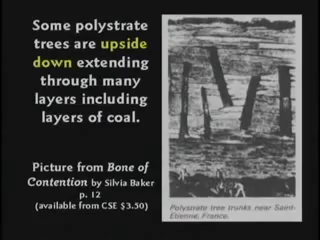 Some polystrate
trees are upside
down extending
through many
layers including
layers of coal.
Picture from Bone of
Contention by Silvia Baker
p. 12
(available from CSE $3.50)
Polystrate tree trunks near Saint-
Etienne, France.